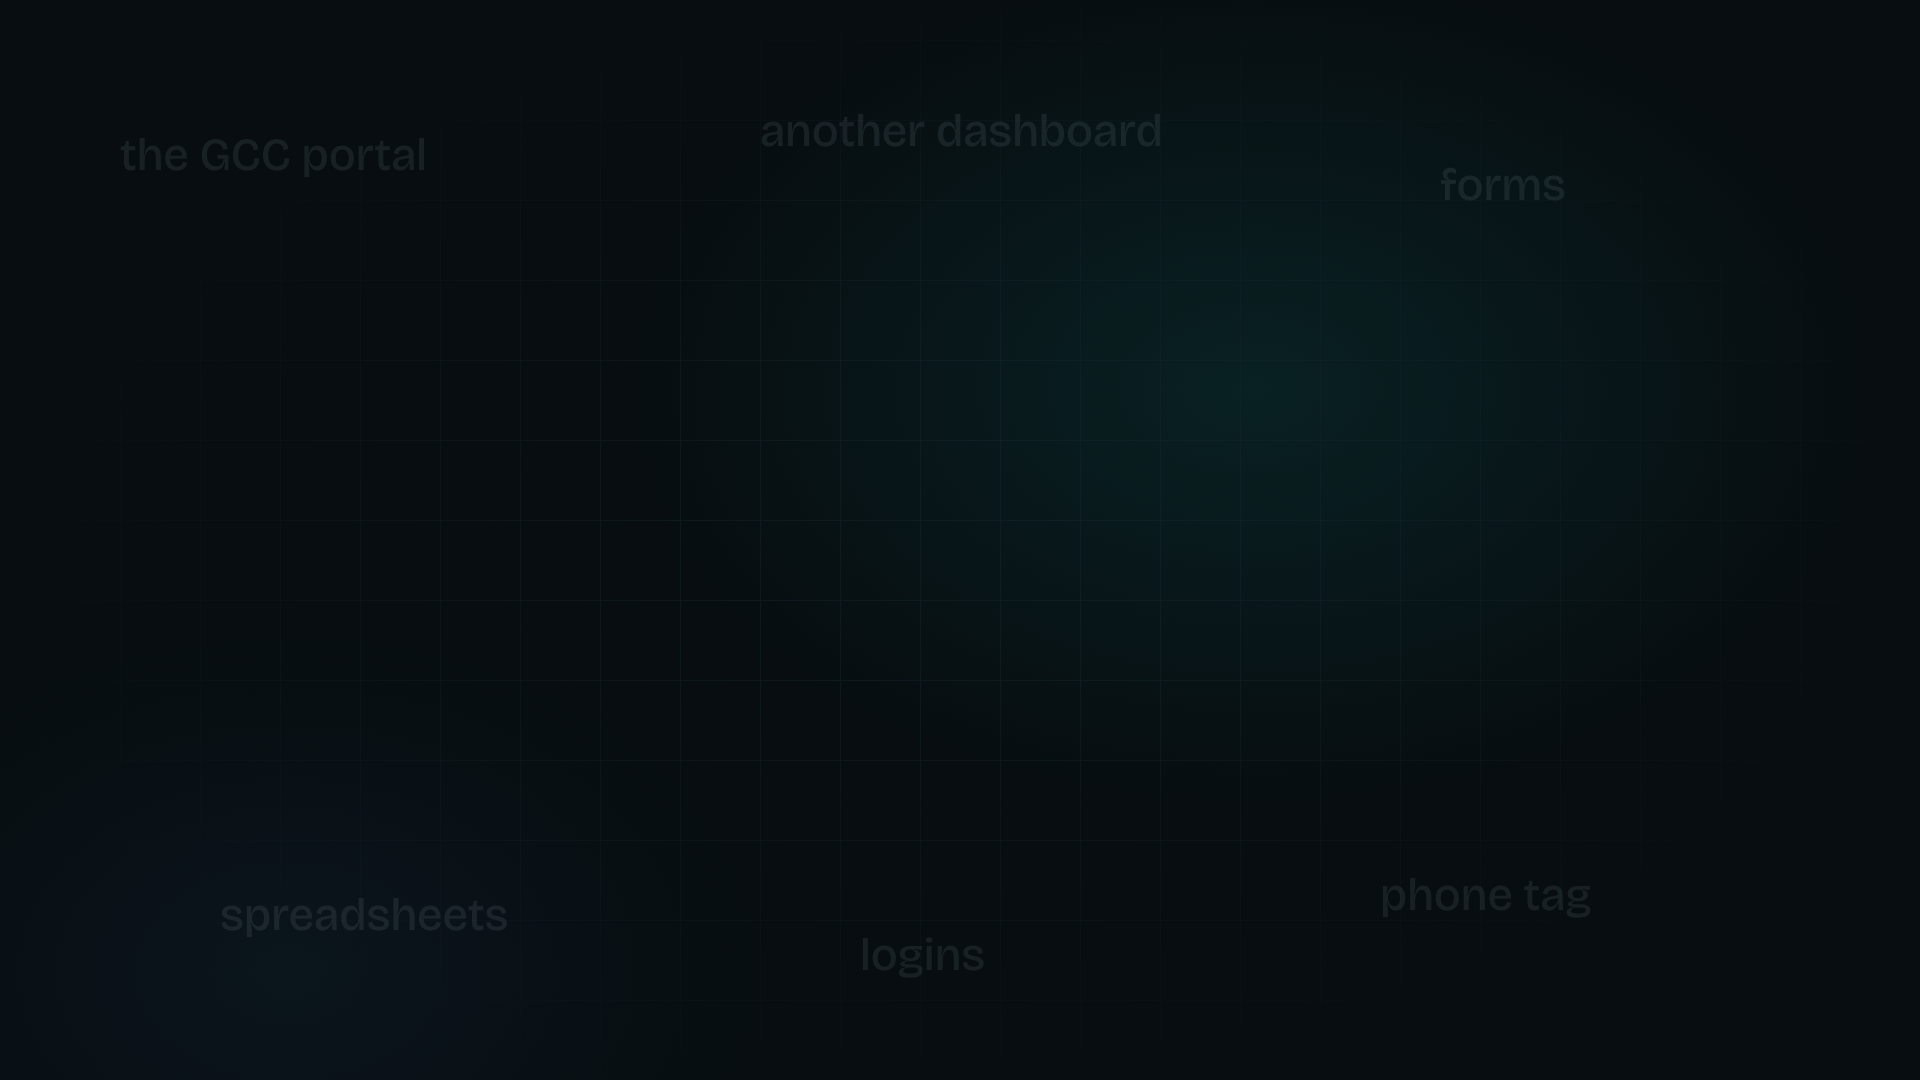 the GCC portal
another dashboard
forms
spreadsheets
logins
phone tag